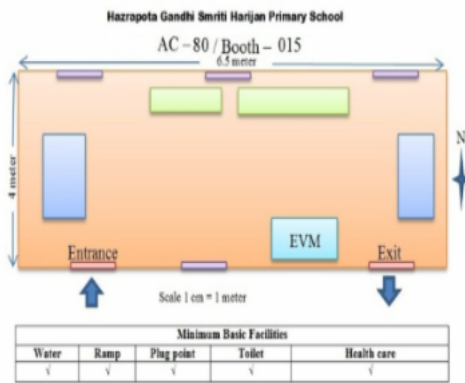 Hazrapota Gandhi Smriti Harijan Primary School
AC – 80 / Booth – 015
6.5 meter
4 meter
N
EVM
Entrance
Exit
Scale 1 cm = 1 meter
Minimum Basic Facilities
Water Ramp Plug point Toilet Health care
√ √ √ √ √